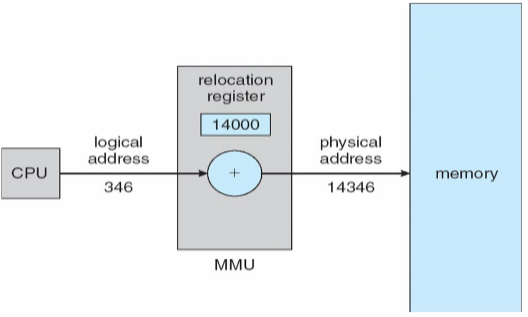 relocation
register
14000
logical
address
346
CPU
+
physical
address
14346
memory
MMU